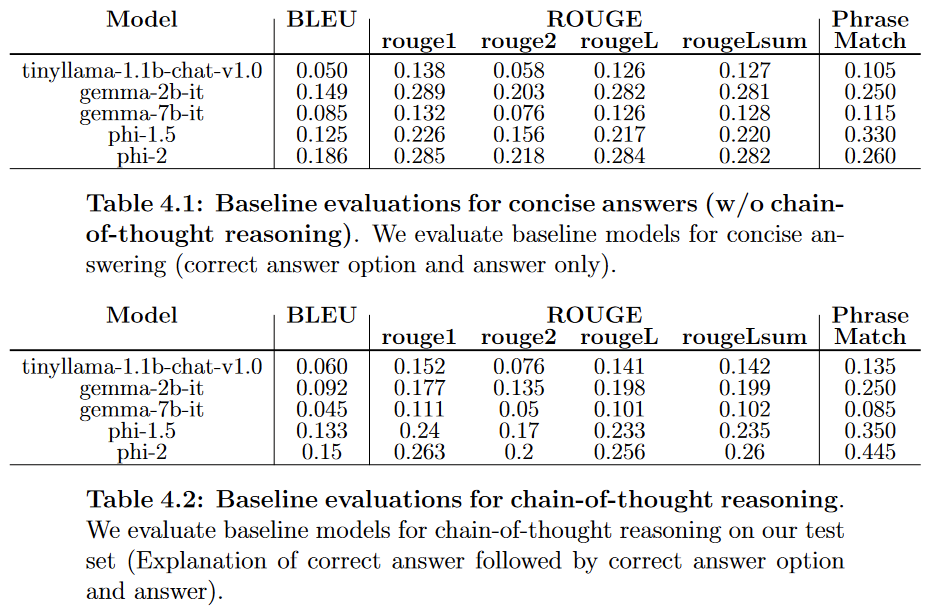 Model BLEU ROUGE Phrase
rouge1 rouge2 rougeL rougeLsum Match
tinyllama-1.1b-chat-v1.0 0.050 0.138 0.058 0.126 0.127 0.105
gemma-2b-it 0.149 0.289 0.203 0.282 0.281 0.250
gemma-7b-it 0.085 0.132 0.076 0.126 0.128 0.115
phi-1.5 0.125 0.226 0.156 0.217 0.220 0.330
phi-2 0.186 0.285 0.218 0.284 0.282 0.260
Table 4.1: Baseline evaluations for concise answers (w/o chain-
of-thought reasoning). We evaluate baseline models for concise an-
swering (correct answer option and answer only).
Model BLEU ROUGE Phrase
rouge1 rouge2 rougeL rougeLsum Match
tinyllama-1.1b-chat-v1.0 0.060 0.152 0.076 0.141 0.142 0.135
gemma-2b-it 0.092 0.177 0.135 0.198 0.199 0.250
gemma-7b-it 0.045 0.111 0.05 0.101 0.102 0.085
phi-1.5 0.133 0.24 0.17 0.233 0.235 0.350
phi-2 0.15 0.263 0.2 0.256 0.26 0.445
Table 4.2: Baseline evaluations for chain-of-thought reasoning.
We evaluate baseline models for chain-of-thought reasoning on our test
set (Explanation of correct answer followed by correct answer option
and answer).